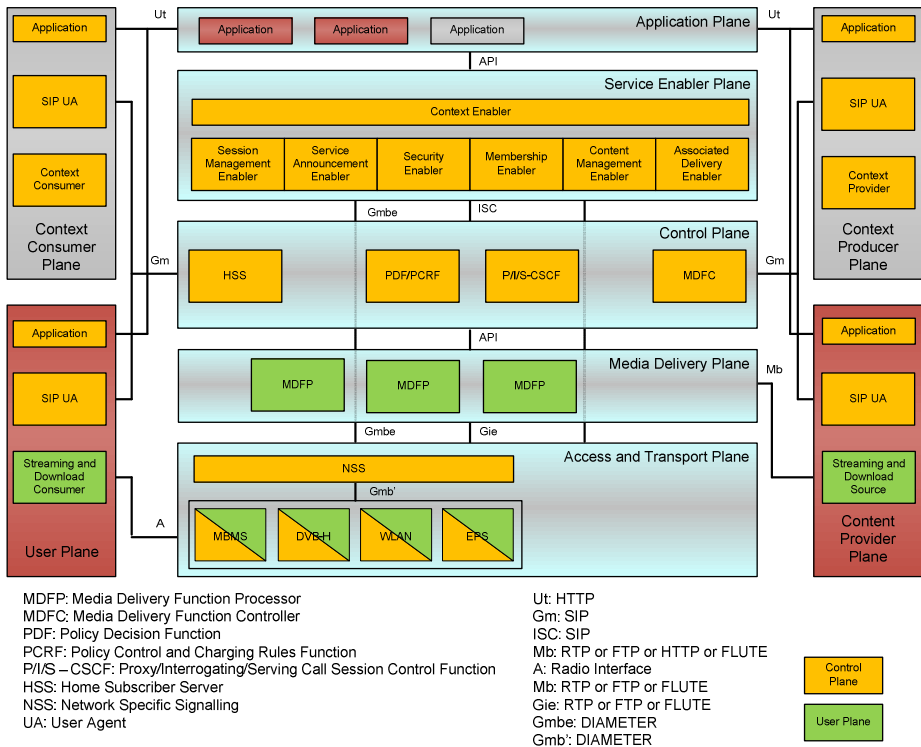 Application
SIP UA
Context
Consumer
Context
Consumer
Plane
Application
SIP UA
Streaming and
Download
Consumer
User Plane
Ut
Gm
A
Application Plane
Application
Application
Application
API
Service Enabler Plane
Context Enabler
Session
Management
Enabler
Service
Announcement
Enabler
Security
Enabler
Membership
Enabler
Content
Management
Enabler
Associated
Delivery
Enabler
Gmbe
ISC
Control Plane
HSS
PDF/PCRF
P/I/S-CSCF
MDFC
API
Media Delivery Plane
MDFP
MDFP
MDFP
Gmbe
Gie
Access and Transport Plane
NSS
Gmb'
MBMS
DVB-H
WLAN
EPS
Ut
Gm
Mb
Application
SIP UA
Context
Provider
Context
Producer
Plane
Application
SIP UA
Streaming and
Download
Source
Content
Provider
Plane
MDFP: Media Delivery Function Processor
MDFC: Media Delivery Function Controller
PDF: Policy Decision Function
PCRF: Policy Control and Charging Rules Function
P/I/S – CSCF: Proxy/Interrogating/Serving Call Session Control Function
HSS: Home Subscriber Server
NSS: Network Specific Signalling
UA: User Agent
Ut: HTTP
Gm: SIP
ISC: SIP
Mb: RTP or FTP or HTTP or FLUTE
A: Radio Interface
Mb: RTP or FTP or FLUTE
Gie: RTP or FTP or FLUTE
Gmbe: DIAMETER
Gmb': DIAMETER
Control
Plane
User Plane